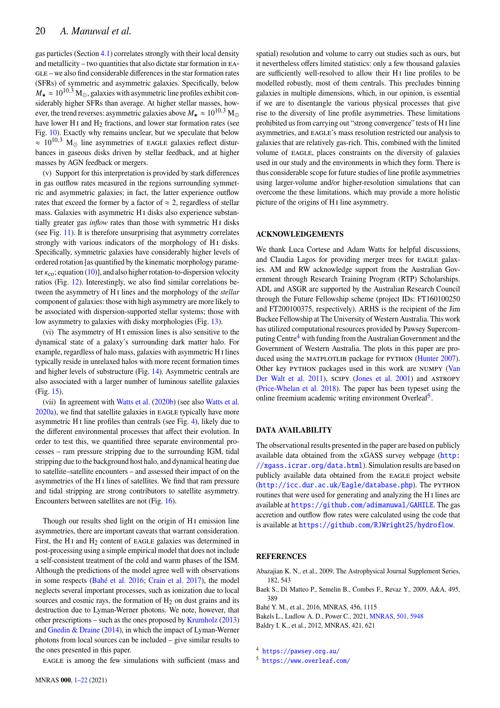 20    A. Manuwal et al.
gas particles (Section 4.1) correlates strongly with their local density
and metallicity – two quantities that also dictate star formation in EA-
GLE – we also find considerable differences in the star formation rates
(SFRs) of symmetric and asymmetric galaxies. Specifically, below
M⋆ ≈ 10^10.3 M⊙, galaxies with asymmetric line profiles exhibit con-
siderably higher SFRs than average. At higher stellar masses, how-
ever, the trend reverses: asymmetric galaxies above M⋆ ≈ 10^10.3 M⊙
have lower H I and H2 fractions, and lower star formation rates (see
Fig. 10). Exactly why remains unclear, but we speculate that below
≈ 10^10.3 M⊙ line asymmetries of EAGLE galaxies reflect distur-
bances in gaseous disks driven by stellar feedback, and at higher
masses by AGN feedback or mergers.
(v) Support for this interpretation is provided by stark differences
in gas outflow rates measured in the regions surrounding symmet-
ric and asymmetric galaxies; in fact, the latter experience outflow
rates that exceed the former by a factor of ≈ 2, regardless of stellar
mass. Galaxies with asymmetric H I disks also experience substan-
tially greater gas inflow rates than those with symmetric H I disks
(see Fig. 11). It is therefore unsurprising that asymmetry correlates
strongly with various indicators of the morphology of H I disks.
Specifically, symmetric galaxies have considerably higher levels of
ordered rotation [as quantified by the kinematic morphology parame-
ter κco; equation (10)], and also higher rotation-to-dispersion velocity
ratios (Fig. 12). Interestingly, we also find similar correlations be-
tween the asymmetry of H I lines and the morphology of the stellar
component of galaxies: those with high asymmetry are more likely to
be associated with dispersion-supported stellar systems; those with
low asymmetry to galaxies with disky morphologies (Fig. 13).
(vi) The asymmetry of H I emission lines is also sensitive to the
dynamical state of a galaxy's surrounding dark matter halo. For
example, regardless of halo mass, galaxies with asymmetric H I lines
typically reside in unrelaxed halos with more recent formation times
and higher levels of substructure (Fig. 14). Asymmetric centrals are
also associated with a larger number of luminous satellite galaxies
(Fig. 15).
(vii) In agreement with Watts et al. (2020b) (see also Watts et al.
2020a), we find that satellite galaxies in EAGLE typically have more
asymmetric H I line profiles than centrals (see Fig. 4), likely due to
the different environmental processes that affect their evolution. In
order to test this, we quantified three separate environmental pro-
cesses – ram pressure stripping due to the surrounding IGM, tidal
stripping due to the background host halo, and dynamical heating due
to satellite–satellite encounters – and assessed their impact on the
asymmetries of the H I lines of satellites. We find that ram pressure
and tidal stripping are strong contributors to satellite asymmetry.
Encounters between satellites are not (Fig. 16).
Though our results shed light on the origin of H I emission line
asymmetries, there are important caveats that warrant consideration.
First, the H I and H2 content of EAGLE galaxies was determined in
post-processing using a simple empirical model that does not include
a self-consistent treatment of the cold and warm phases of the ISM.
Although the predictions of the model agree well with observations
in some respects (Bahé et al. 2016; Crain et al. 2017), the model
neglects several important processes, such as ionization due to local
sources and cosmic rays, the formation of H2 on dust grains and its
destruction due to Lyman-Werner photons. We note, however, that
other prescriptions – such as the ones proposed by Krumholz (2013)
and Gnedin & Draine (2014), in which the impact of Lyman-Werner
photons from local sources can be included – give similar results to
the ones presented in this paper.
EAGLE is among the few simulations with sufficient (mass and
MNRAS 000, 1–22 (2021)
spatial) resolution and volume to carry out studies such as ours, but
it nevertheless offers limited statistics: only a few thousand galaxies
are sufficiently well-resolved to allow their H I line profiles to be
modelled robustly, most of them centrals. This precludes binning
galaxies in multiple dimensions, which, in our opinion, is essential
if we are to disentangle the various physical processes that give
rise to the diversity of line profile asymmetries. These limitations
prohibited us from carrying out "strong convergence" tests of H I line
asymmetries, and EAGLE's mass resolution restricted our analysis to
galaxies that are relatively gas-rich. This, combined with the limited
volume of EAGLE, places constraints on the diversity of galaxies
used in our study and the environments in which they form. There is
thus considerable scope for future studies of line profile asymmetries
using larger-volume and/or higher-resolution simulations that can
overcome these limitations, which may provide a more holistic
picture of the origins of H I line asymmetry.
ACKNOWLEDGEMENTS
We thank Luca Cortese and Adam Watts for helpful discussions,
and Claudia Lagos for providing merger trees for EAGLE galax-
ies. AM and RW acknowledge support from the Australian Gov-
ernment through Research Training Program (RTP) Scholarships.
ADL and ASGR are supported by the Australian Research Council
through the Future Fellowship scheme (project IDs: FT160100250
and FT200100375, respectively). ARHS is the recipient of the Jim
Buckee Fellowship at The University of Western Australia. This work
has utilized computational resources provided by Pawsey Supercom-
puting Centre4 with funding from the Australian Government and the
Government of Western Australia. The plots in this paper are pro-
duced using the MATPLOTLIB package for PYTHON (Hunter 2007).
Other key PYTHON packages used in this work are NUMPY (Van
Der Walt et al. 2011), SCIPY (Jones et al. 2001) and ASTROPY
(Price-Whelan et al. 2018). The paper has been typeset using the
online freemium academic writing environment Overleaf5.
DATA AVAILABILITY
The observational results presented in the paper are based on publicly
available data obtained from the xGASS survey webpage (http:
//xgass.icrar.org/data.html). Simulation results are based on
publicly available data obtained from the EAGLE project website
(http://icc.dur.ac.uk/Eagle/database.php). The PYTHON
routines that were used for generating and analyzing the H I lines are
available at https://github.com/adimanuwal/GAHILE. The gas
accretion and outflow flow rates were calculated using the code that
is available at https://github.com/RJWright25/hydroflow.
REFERENCES
Abazajian K. N., et al., 2009, The Astrophysical Journal Supplement Series,
182, 543
Baek S., Di Matteo P., Semelin B., Combes F., Revaz Y., 2009, A&A, 495,
389
Bahé Y. M., et al., 2016, MNRAS, 456, 1115
Bakels L., Ludlow A. D., Power C., 2021, MNRAS, 501, 5948
Baldry I. K., et al., 2012, MNRAS, 421, 621
4 https://pawsey.org.au/
5 https://www.overleaf.com/